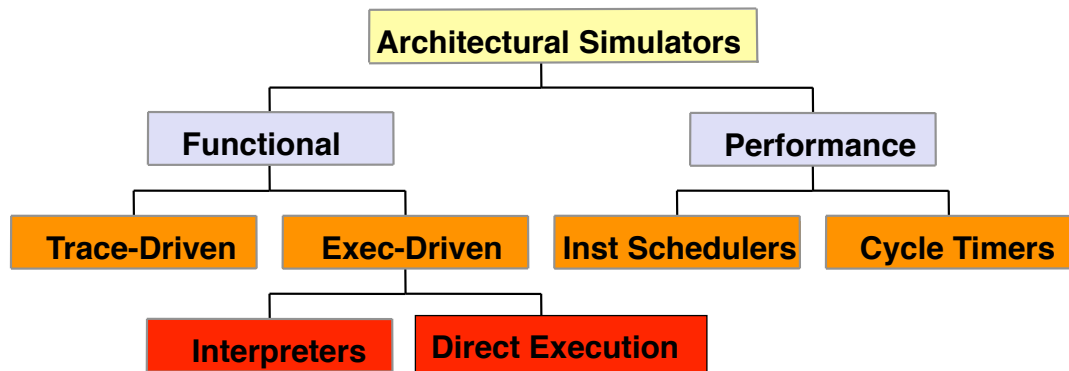 Architectural Simulators
Functional
Performance
Trace-Driven
Exec-Driven
Inst Schedulers
Cycle Timers
Interpreters
Direct Execution